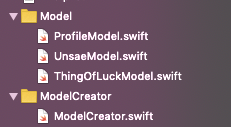 Model
ProfileModel.swift
UnsaeModel.swift
ThingOfLuckModel.swift
ModelCreator
ModelCreator.swift